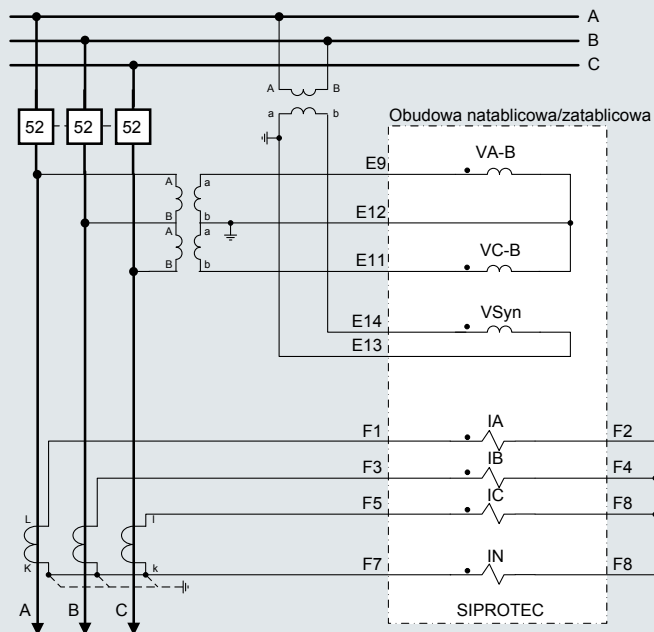 A
B
C
A B
a b
52 52 52
Obudowa natablicowa/zatablicowa
E9 VA-B
A a
B b
E12
A a
B b
E11 VC-B
E14 VSyn
E13
F1 IA F2
F3 IB F4
F5 IC F8
L l
K k
F7 IN F8
A B C
SIPROTEC